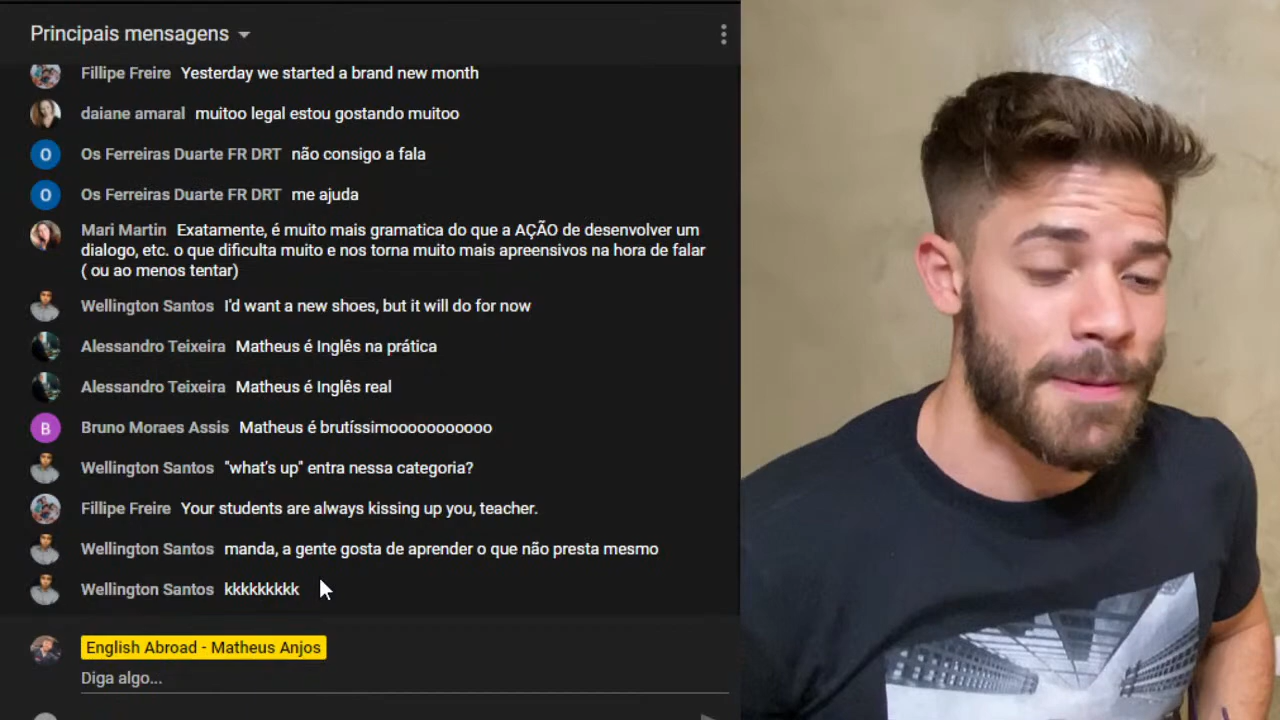 Principais mensagens
Fillipe Freire Yesterday we started a brand new month
daiane amaral muitoo legal estou gostando muitoo
O Os Ferreiras Duarte FR DRT não consigo a fala
O Os Ferreiras Duarte FR DRT me ajuda
Mari Martin Exatamente, é muito mais gramatica do que a AÇÃO de desenvolver um
dialogo, etc. o que dificulta muito e nos torna muito mais apreensivos na hora de falar
( ou ao menos tentar)
Wellington Santos I'd want a new shoes, but it will do for now
Alessandro Teixeira Matheus é Inglês na prática
Alessandro Teixeira Matheus é Inglês real
B Bruno Moraes Assis Matheus é brutíssimooooooooooo
Wellington Santos "what's up" entra nessa categoria?
Fillipe Freire Your students are always kissing up you, teacher.
Wellington Santos manda, a gente gosta de aprender o que não presta mesmo
Wellington Santos kkkkkkkkk
English Abroad - Matheus Anjos
Diga algo...